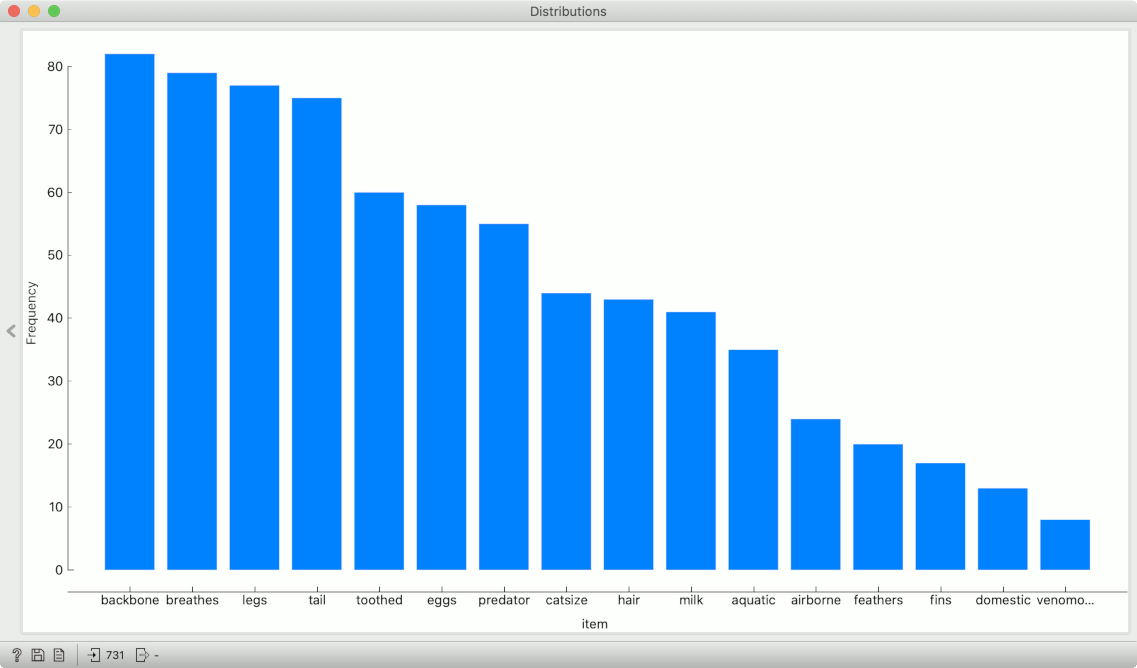 Distributions
80
70
60
50
40
30
20
10
0
Frequency
backbone breathes legs tail toothed eggs predator catsize hair milk aquatic airborne feathers fins domestic venomo...
item
? 731 -